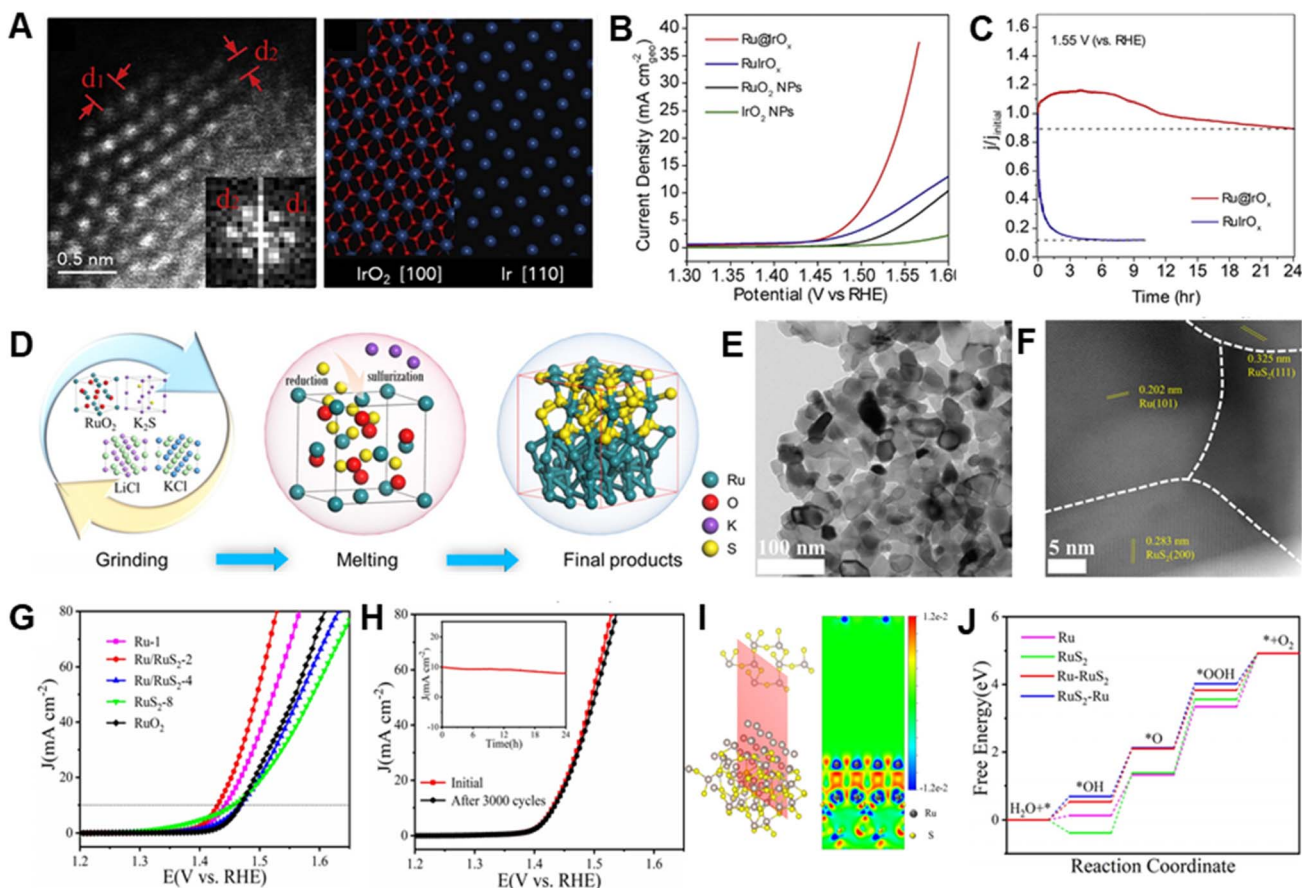 A
d₁
d₂
d₂
d₁
0.5 nm
IrO₂ [100]
Ir [110]
B
Current Density (mA cm⁻²geo)
40
35
30
25
20
15
10
5
0
Ru@IrOₓ
RuIrOₓ
RuO₂ NPs
IrO₂ NPs
1.30 1.35 1.40 1.45 1.50 1.55 1.60
Potential (V vs RHE)
C
j/jinitial
1.6
1.4
1.2
1.0
0.8
0.6
0.4
0.2
0.0
1.55 V (vs. RHE)
Ru@IrOₓ
RuIrOₓ
0 3 6 9 12 15 18 21 24
Time (hr)
D
RuO₂ K₂S
LiCl KCl
reduction
sulfurization
Ru
O
K
S
Grinding
Melting
Final products
E
100 nm
F
0.325 nm
RuS₂(111)
0.202 nm
Ru(101)
0.283 nm
RuS₂(200)
5 nm
G
J(mA cm⁻²)
80
60
40
20
0
Ru-1
Ru/RuS₂-2
Ru/RuS₂-4
RuS₂-8
RuO₂
1.2 1.3 1.4 1.5 1.6
E(V vs. RHE)
H
J(mA cm⁻²)
80
60
40
20
0
J(mA cm⁻²)
20
10
0
-10
0 6 12 18 24
Time(h)
Initial
After 3000 cycles
1.2 1.3 1.4 1.5 1.6
E(V vs. RHE)
I
Ru
S
1.2e-2
-1.2e-2
J
Free Energy(eV)
5
4
3
2
1
0
-1
Ru
RuS₂
Ru-RuS₂
RuS₂-Ru
H₂O+*
*OH
*O
*OOH
*+O₂
Reaction Coordinate